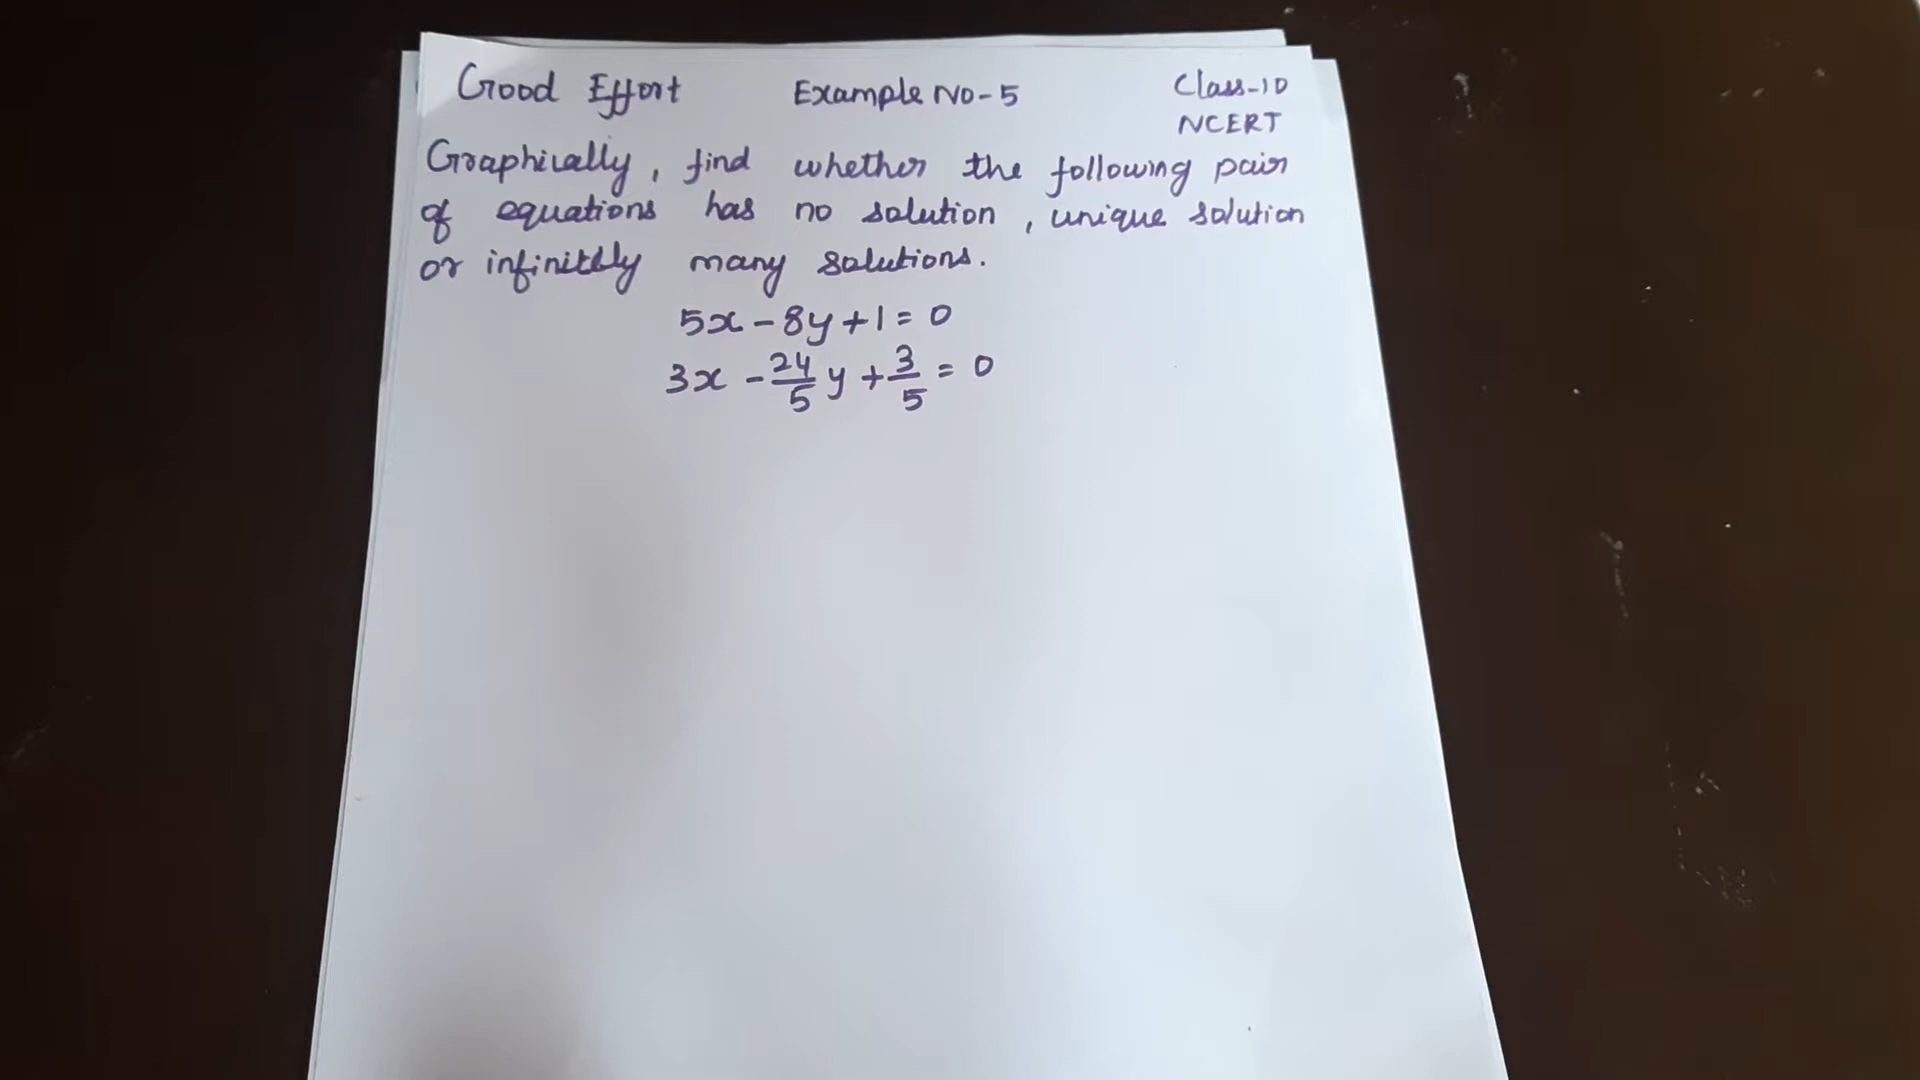 Good Effort Example No-5 Class-10
NCERT
Graphically, find whether the following pair
of equations has no solution, unique solution
or infinitely many solutions.
5x - 8y + 1 = 0
3x - 24/5 y + 3/5 = 0